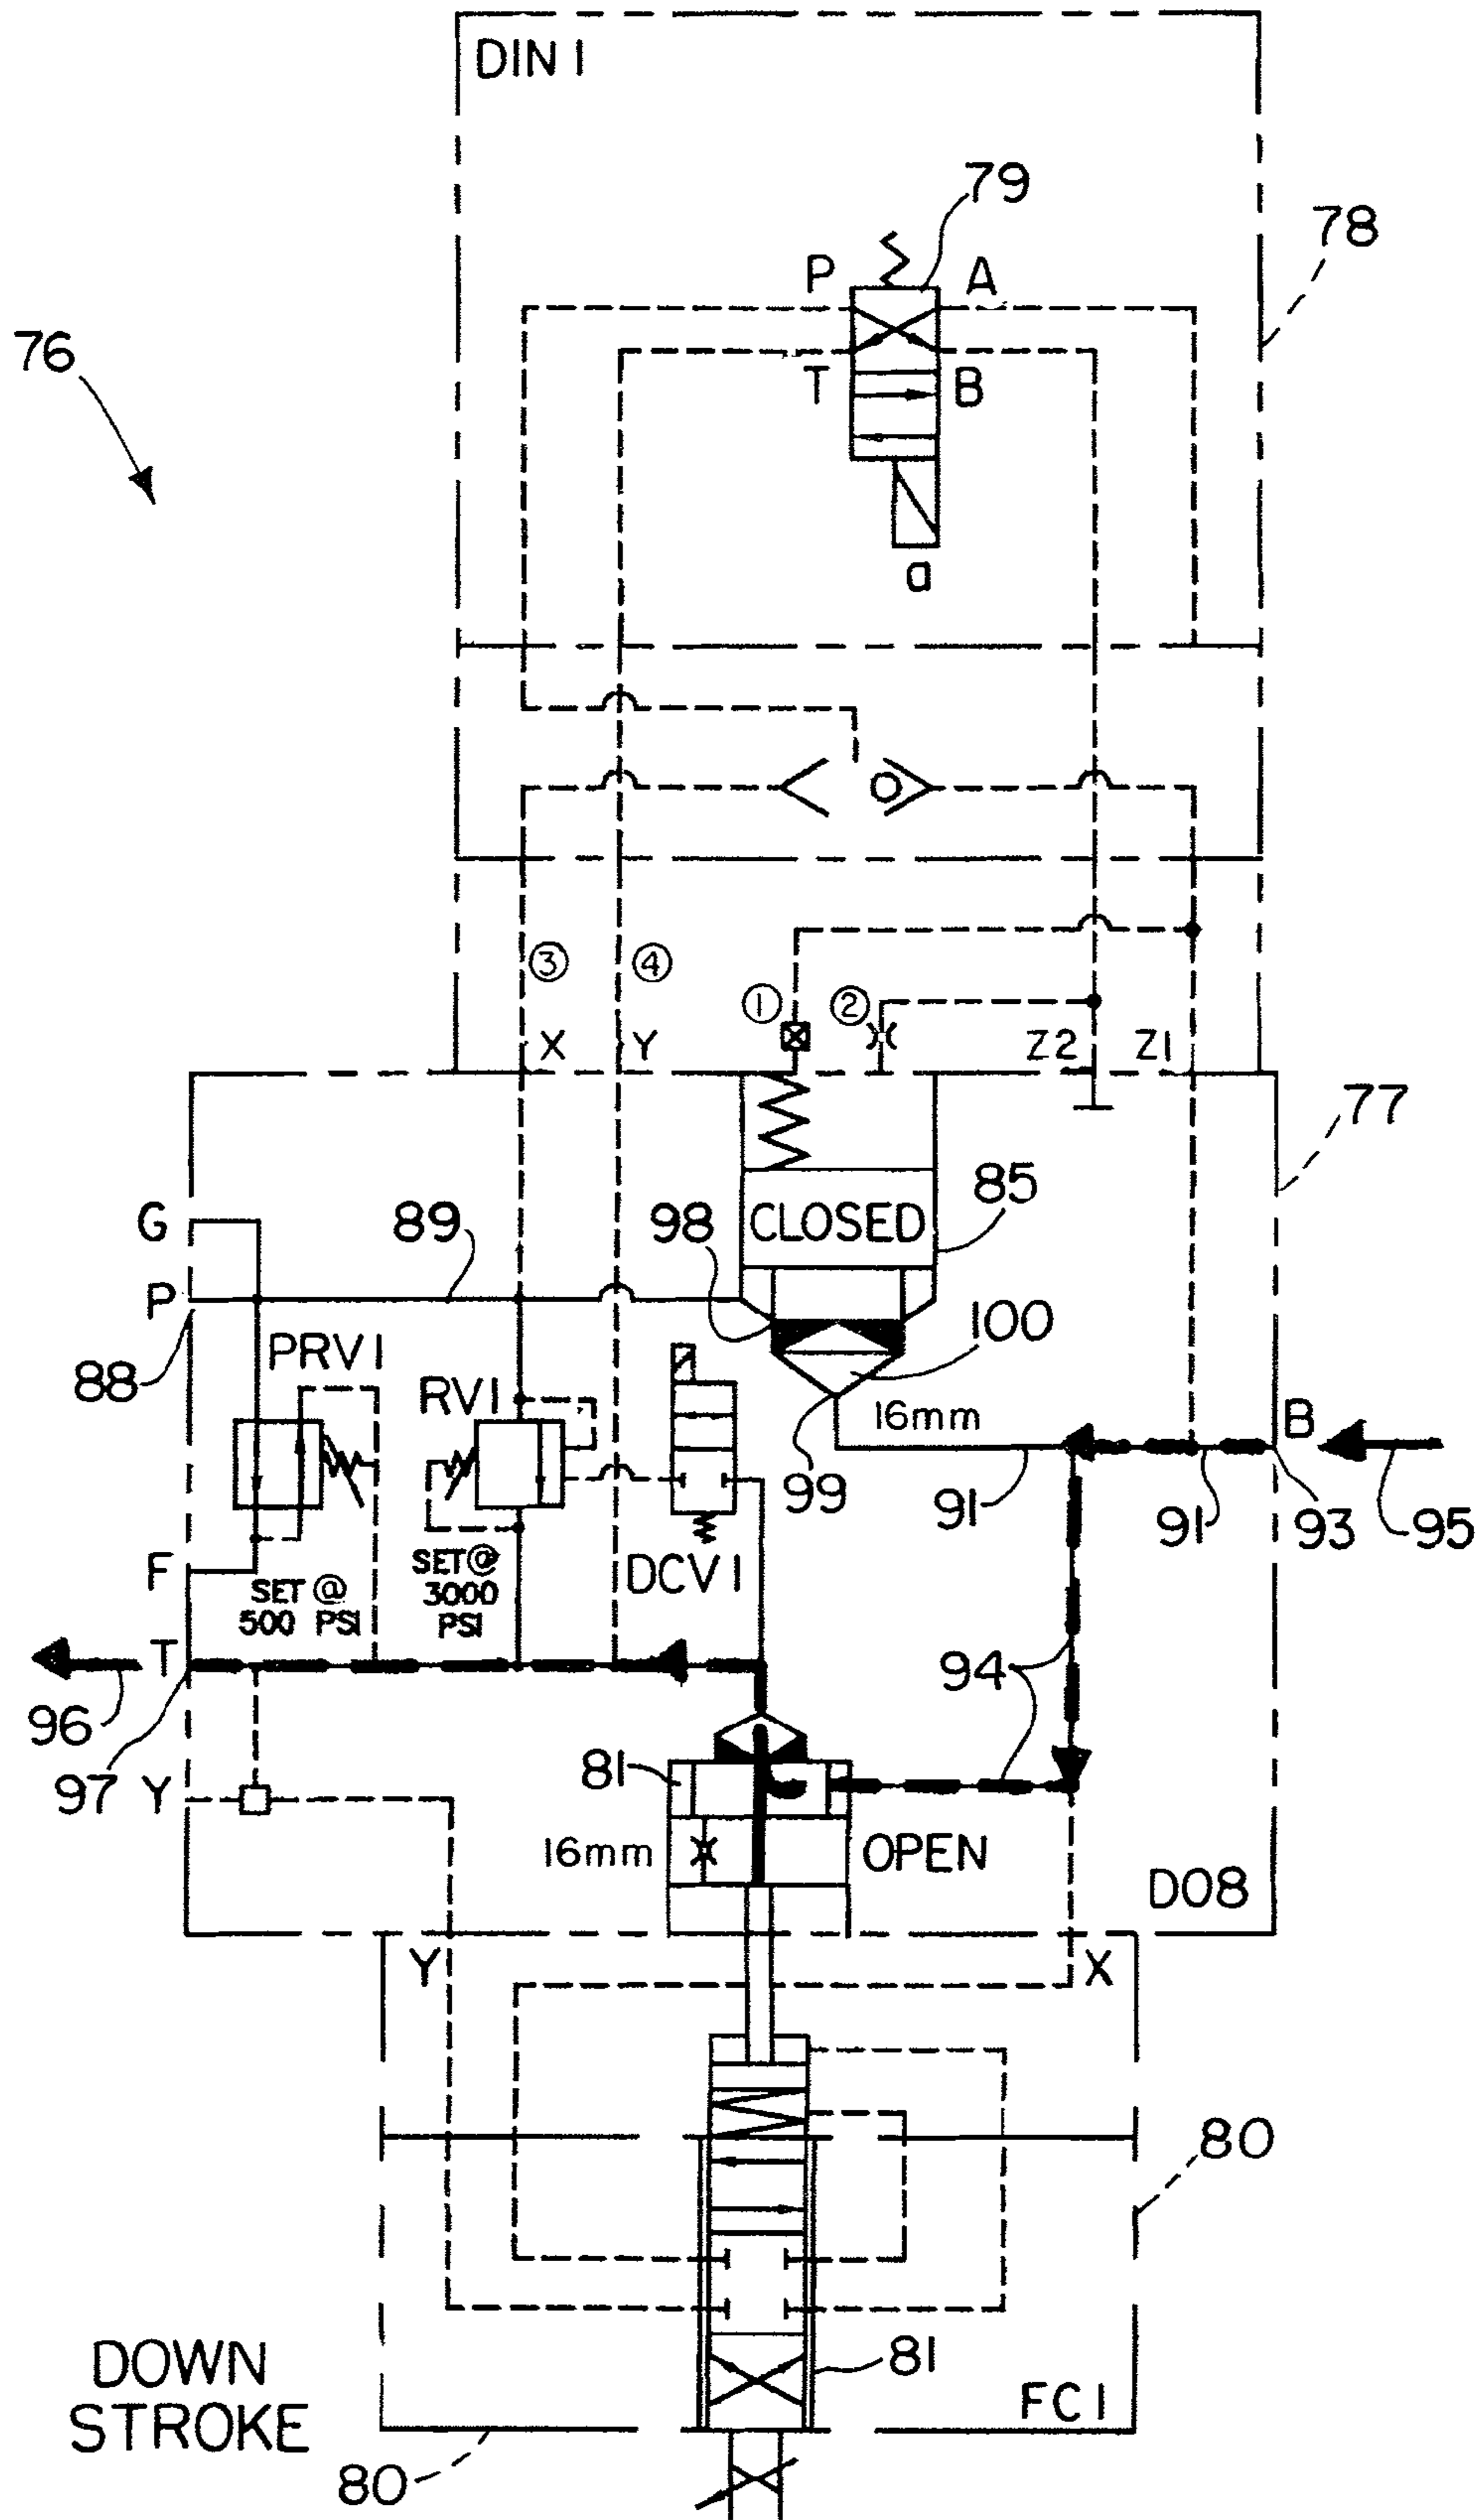 DIN 1
79
78
P
A
76
T
B
a
③
④
①
②
X
Y
Z2
Z1
77
G
89
98
CLOSED
85
P
100
88
PRV1
RV1
16mm
B
99
91
91
93
95
F
SET @
500 PSI
SET @
3000
PSI
DCV1
T
94
96
97
Y
81
16mm
OPEN
D08
Y
X
80
81
DOWN
STROKE
FC1
80